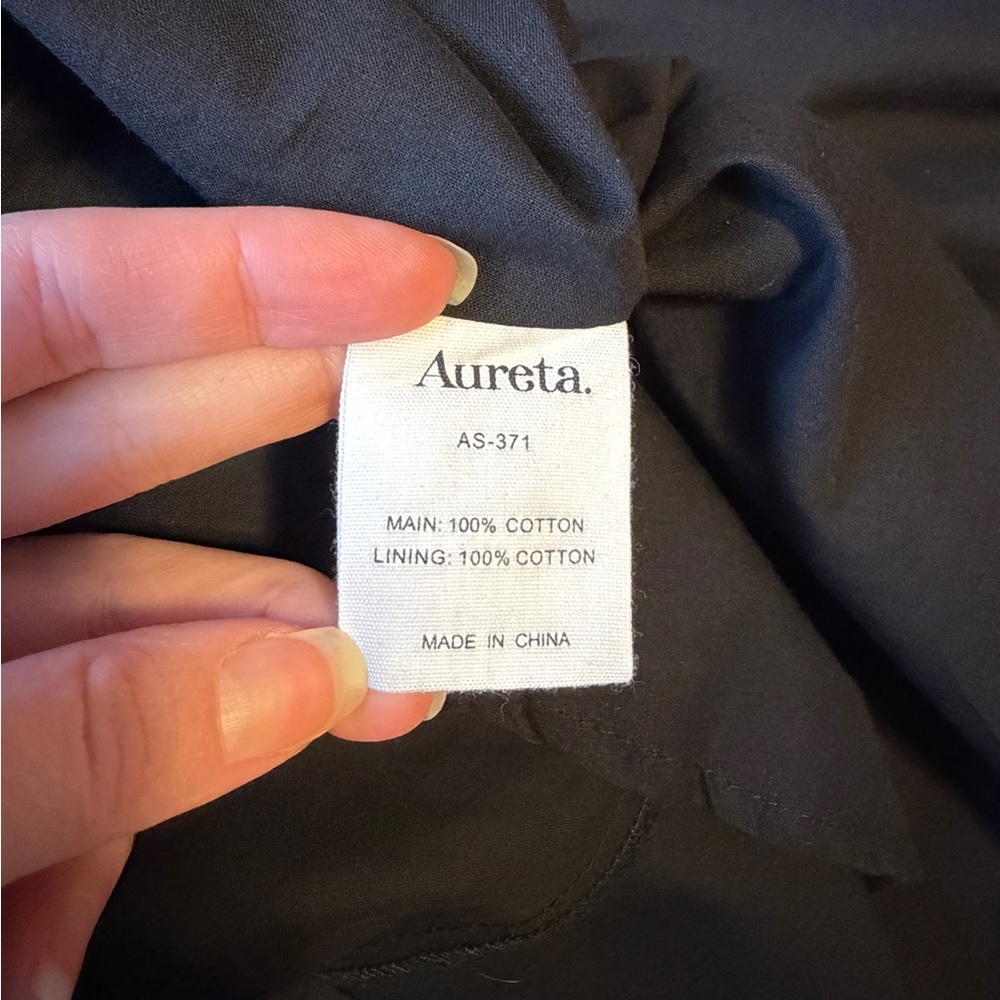 Aureta.
AS-371
MAIN: 100% COTTON
LINING: 100% COTTON
MADE IN CHINA